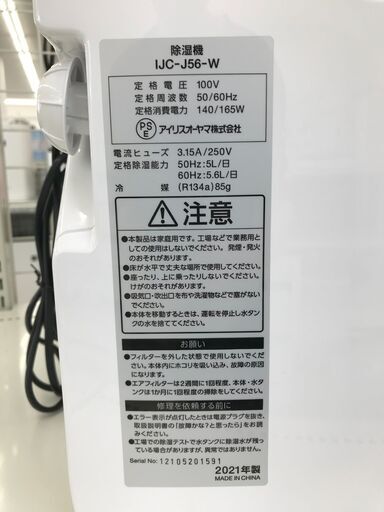 除湿機
IJC-J56-W
定格電圧 100V
定格周波数 50/60Hz
定格消費電力 140/165W
PSE アイリスオーヤマ株式会社
電流ヒューズ 3.15A/250V
定格除湿能力 50Hz:5L/日
60Hz:5.6L/日
冷媒 (R134a)85g
注意
●本製品は家庭用です。工場などで業務用と
しての使用はしないでください。発煙・発火
のおそれがあります。
●床が水平で丈夫な場所で使用してください。
●座ったり、上に乗ったりしないでください。
けがのおそれがあります。
●吸気口・吹出口を布や洗濯物などで塞がない
でください。
●本体を移動するときは、運転を停止し水タン
クの水を捨ててください。
お願い
●フィルターを外した状態で使用しないくだ
さい。本体内にホコリを吸い込み、故障の原因
になります。
●エアフィルターは2週間に1回程度、本体・水タ
ンクは1か月に1回程度の掃除をしてください。
修理を依頼する前に
●エラー表示が点灯したときは電源プラグを抜き、
取扱説明書の「故障かな?と思ったら」をお読
みください。
●工場での除湿テストで水タンクに除湿水が残っ
ている場合がありますが、異常ではありません。
Serial No: 12105201591
2021年製
MADE IN CHINA